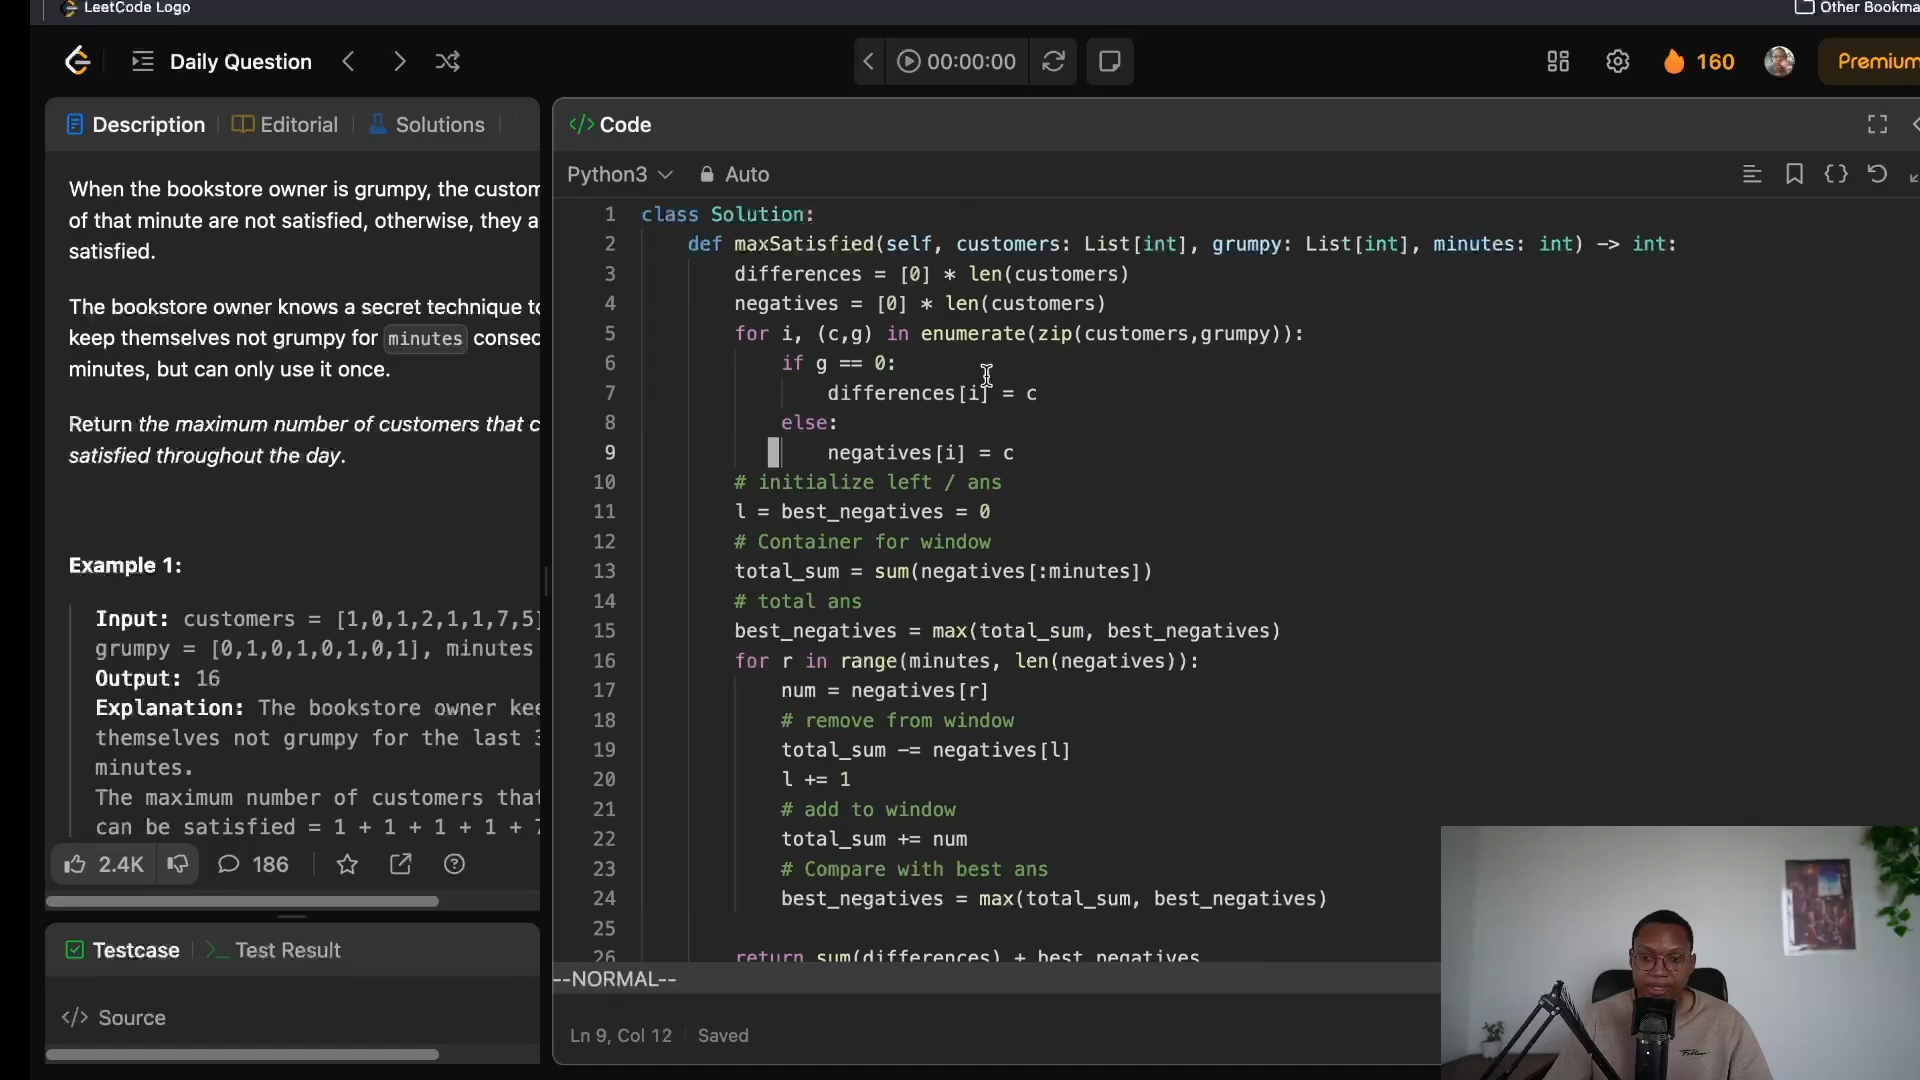 LeetCode Logo
Other Bookma
Daily Question
00:00:00
160
Premium
Description
Editorial
Solutions
When the bookstore owner is grumpy, the custom
of that minute are not satisfied, otherwise, they a
satisfied.
The bookstore owner knows a secret technique to
keep themselves not grumpy for minutes consec
minutes, but can only use it once.
Return the maximum number of customers that c
satisfied throughout the day.
Example 1:
Input: customers = [1,0,1,2,1,1,7,5]
grumpy = [0,1,0,1,0,1,0,1], minutes
Output: 16
Explanation: The bookstore owner kee
themselves not grumpy for the last 3
minutes.
The maximum number of customers that
can be satisfied = 1 + 1 + 1 + 1 + 7
2.4K
186
Testcase
Test Result
</> Source
</> Code
Python3
Auto
1 class Solution:
2 def maxSatisfied(self, customers: List[int], grumpy: List[int], minutes: int) -> int:
3 differences = [0] * len(customers)
4 negatives = [0] * len(customers)
5 for i, (c,g) in enumerate(zip(customers,grumpy)):
6 if g == 0:
7 differences[i] = c
8 else:
9 negatives[i] = c
10 # initialize left / ans
11 l = best_negatives = 0
12 # Container for window
13 total_sum = sum(negatives[:minutes])
14 # total ans
15 best_negatives = max(total_sum, best_negatives)
16 for r in range(minutes, len(negatives)):
17 num = negatives[r]
18 # remove from window
19 total_sum -= negatives[l]
20 l += 1
21 # add to window
22 total_sum += num
23 # Compare with best ans
24 best_negatives = max(total_sum, best_negatives)
25
26 return sum(differences) + best_negatives
--NORMAL--
Ln 9, Col 12
Saved